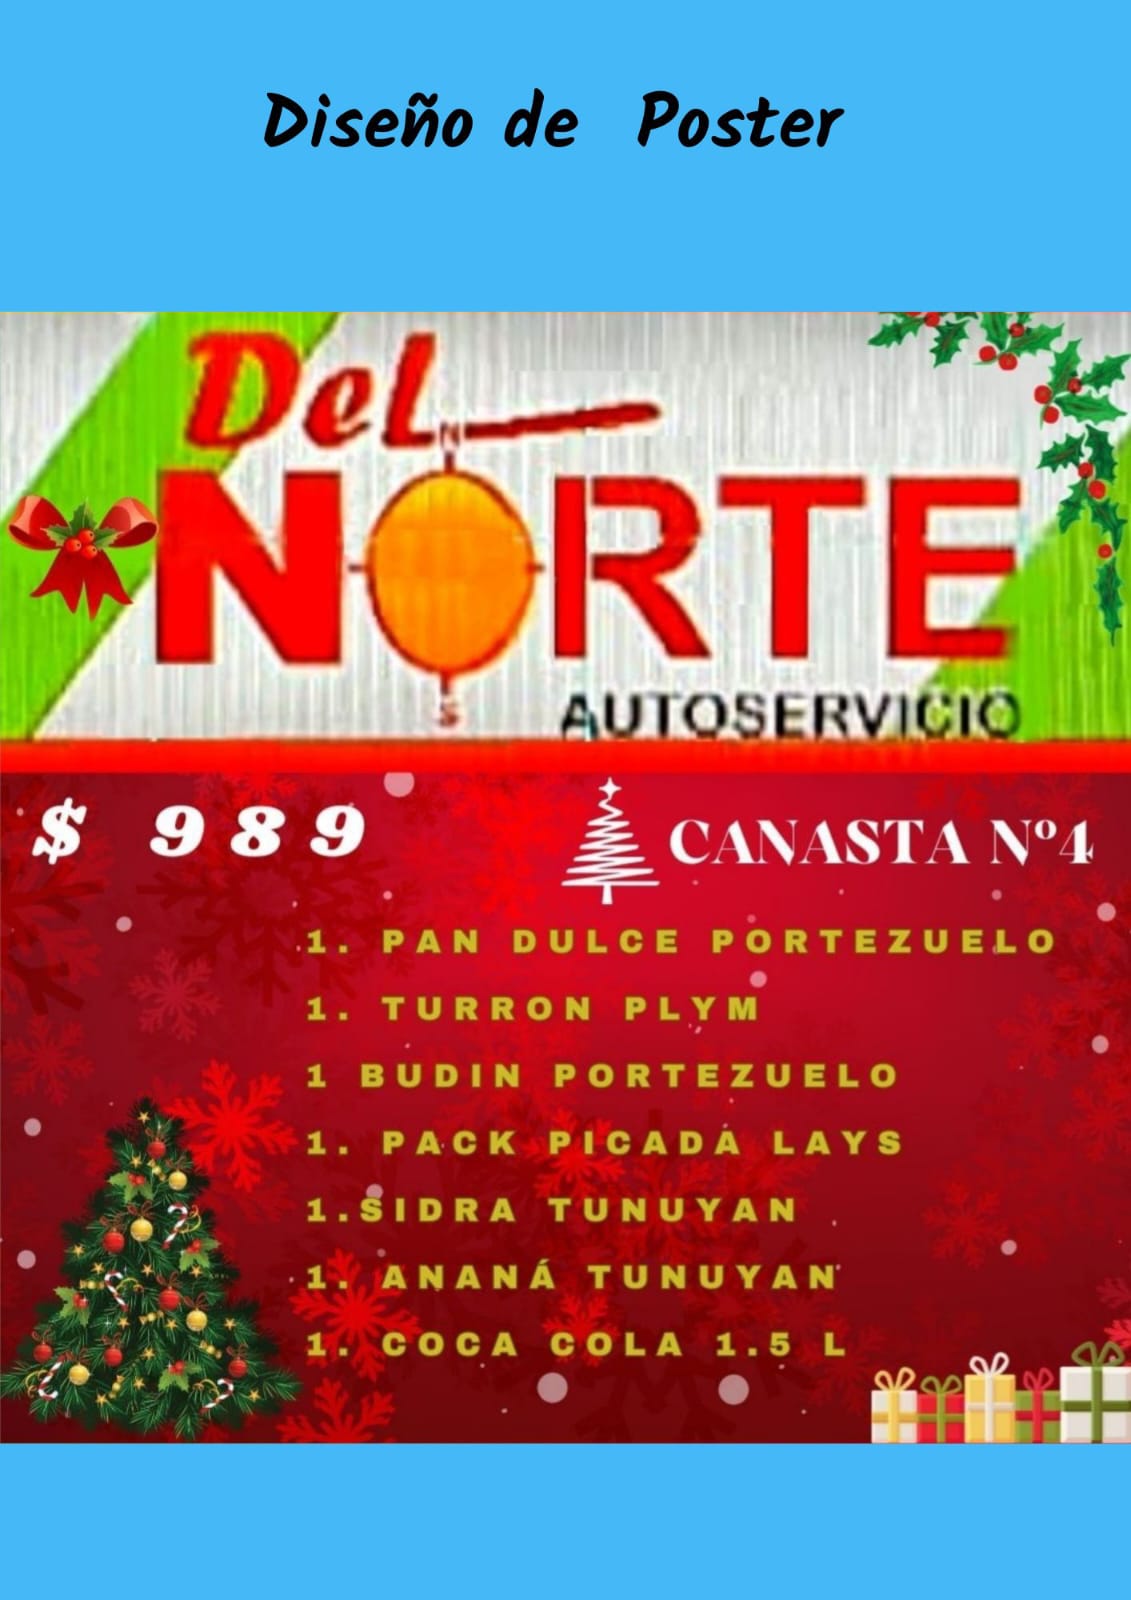 Diseño de Poster
Del
N
NORTE
S
AUTOSERVICIO
$ 989
CANASTA Nº4
1. PAN DULCE PORTEZUELO
1. TURRON PLYM
1 BUDIN PORTEZUELO
1. PACK PICADA LAYS
1.SIDRA TUNUYAN
1. ANANÁ TUNUYAN
1. COCA COLA 1.5 L